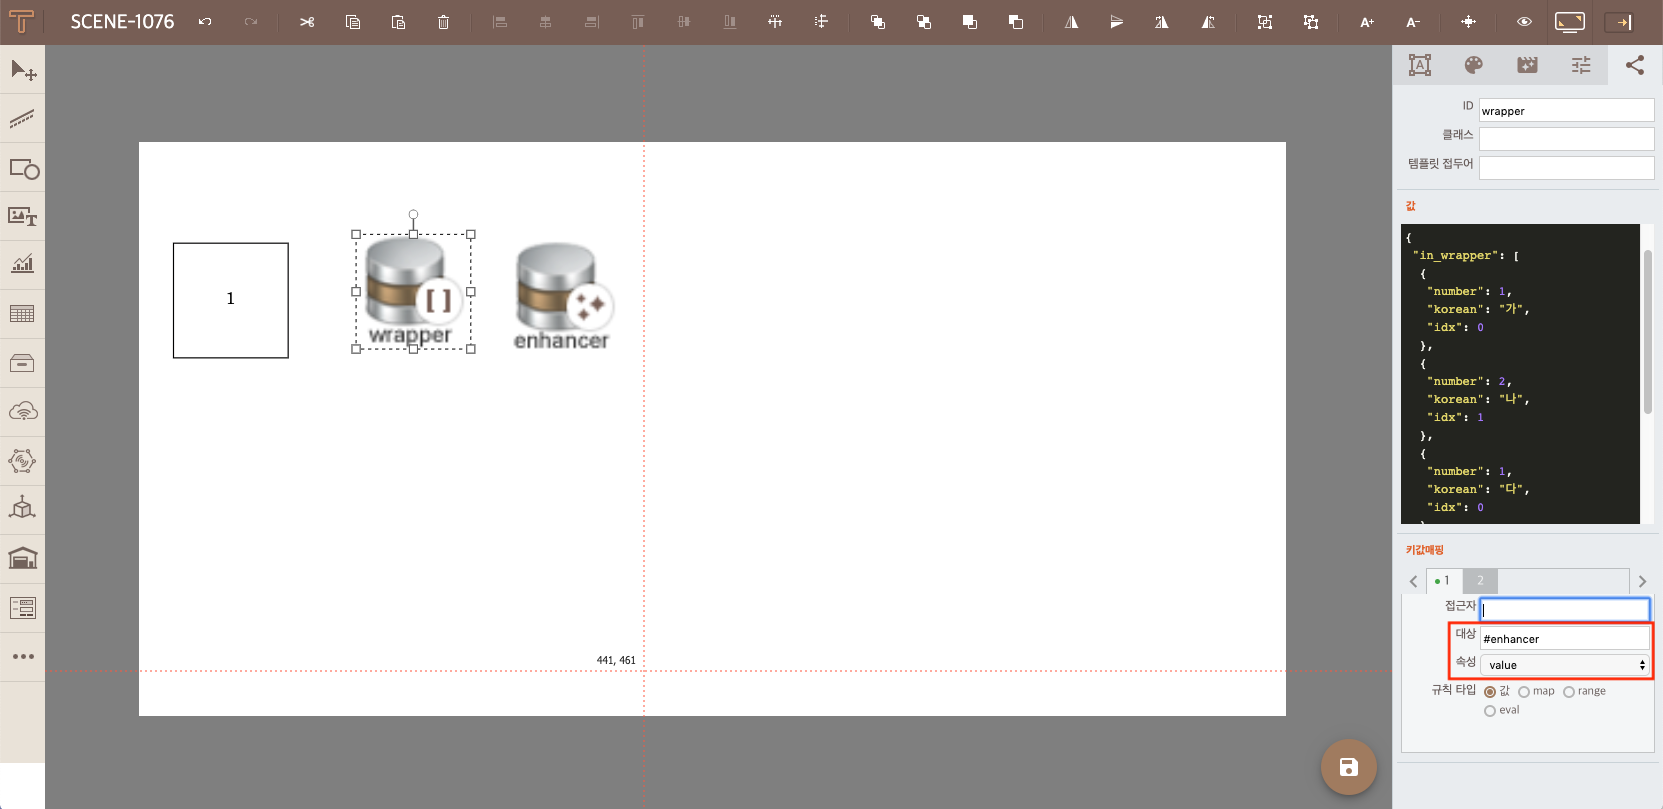 SCENE-1076
A+
A-
ID
wrapper
클래스
템플릿 접두어
값
{
"in_wrapper": [
{
"number": 1,
"korean": "가",
"idx": 0
},
{
"number": 2,
"korean": "나",
"idx": 1
},
{
"number": 1,
"korean": "다",
"idx": 0
키값매핑
1
2
접근자
대상
#enhancer
속성
value
규칙 타입
값
map
range
eval
1
[ ]
wrapper
enhancer
441, 461